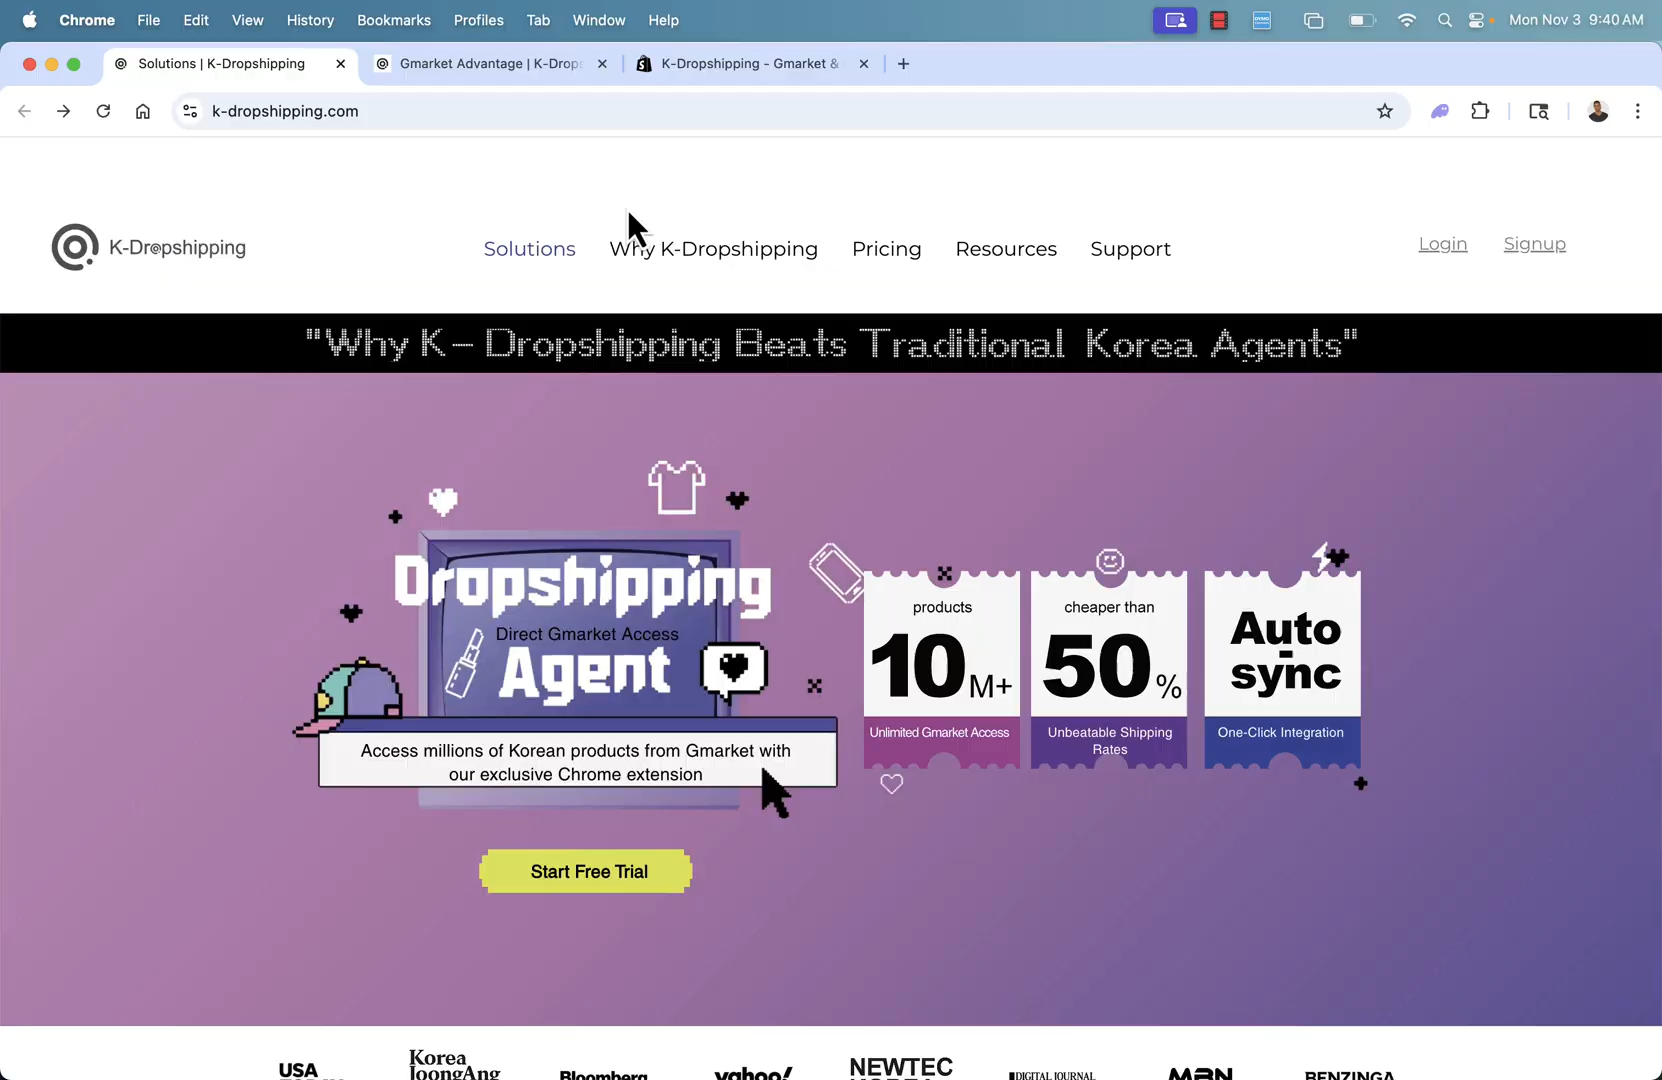 Chrome File Edit View History Bookmarks Profiles Tab Window Help Mon Nov 3 9:40 AM
Solutions | K-Dropshipping Gmarket Advantage | K-Drops K-Dropshipping - Gmarket &
k-dropshipping.com
K-Dropshipping Solutions Why K-Dropshipping Pricing Resources Support Login Signup
"Why K-Dropshipping Beats Traditional Korea Agents"
Dropshipping
Direct Gmarket Access
Agent
Access millions of Korean products from Gmarket with
our exclusive Chrome extension
Start Free Trial
products
10M+
Unlimited Gmarket Access
cheaper than
50%
Unbeatable Shipping
Rates
Auto
-
sync
One-Click Integration
USA
Korea
JoongAng
Bloomberg
yahoo!
NEWTEC
DIGITAL JOURNAL
MBN
BENZINGA